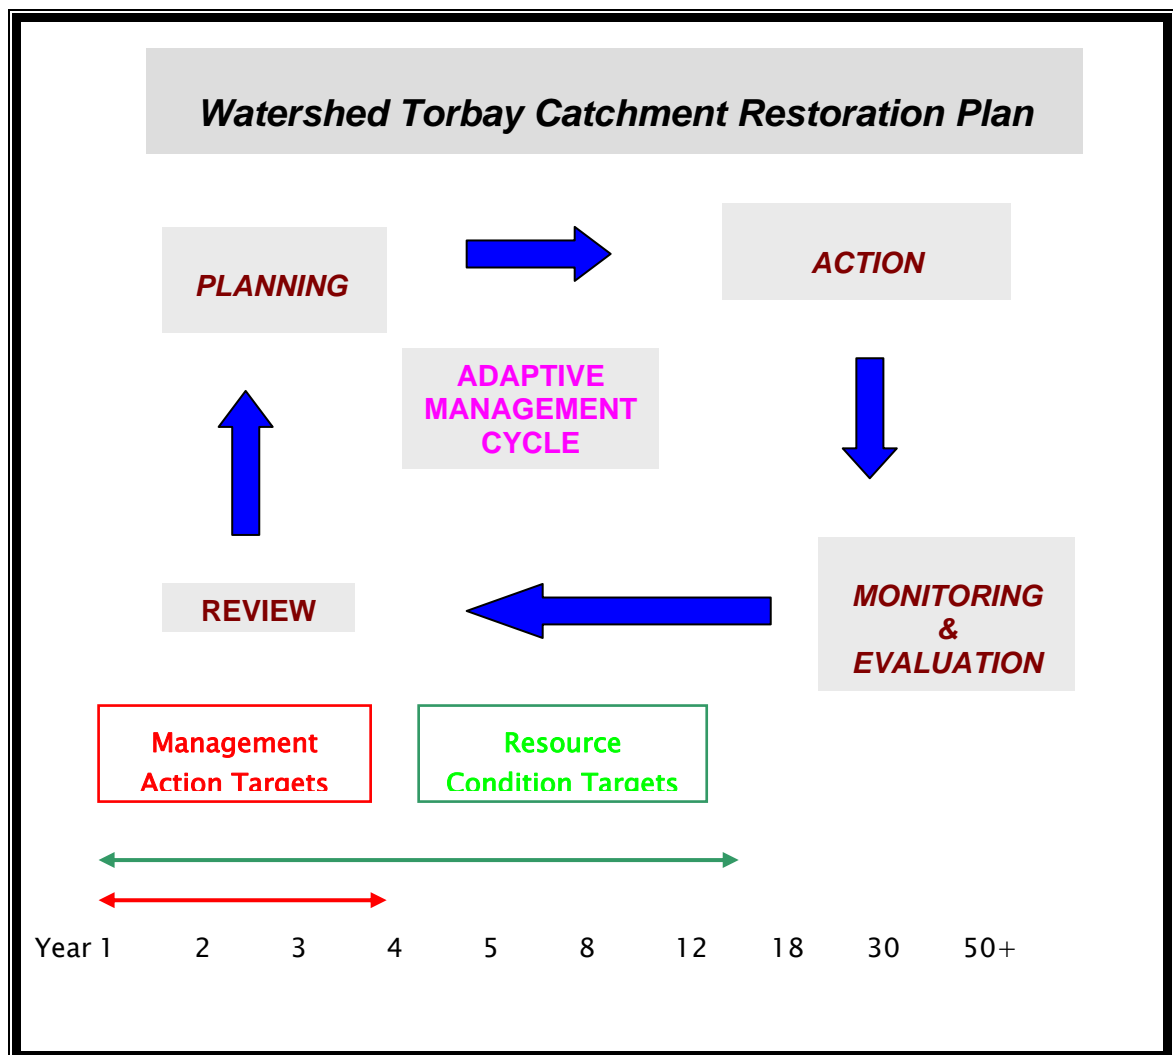 Watershed Torbay Catchment Restoration Plan
PLANNING
ACTION
ADAPTIVE
MANAGEMENT
CYCLE
REVIEW
MONITORING
&
EVALUATION
Management
Action Targets
Resource
Condition Targets
Year 1 2 3 4 5 8 12 18 30 50+